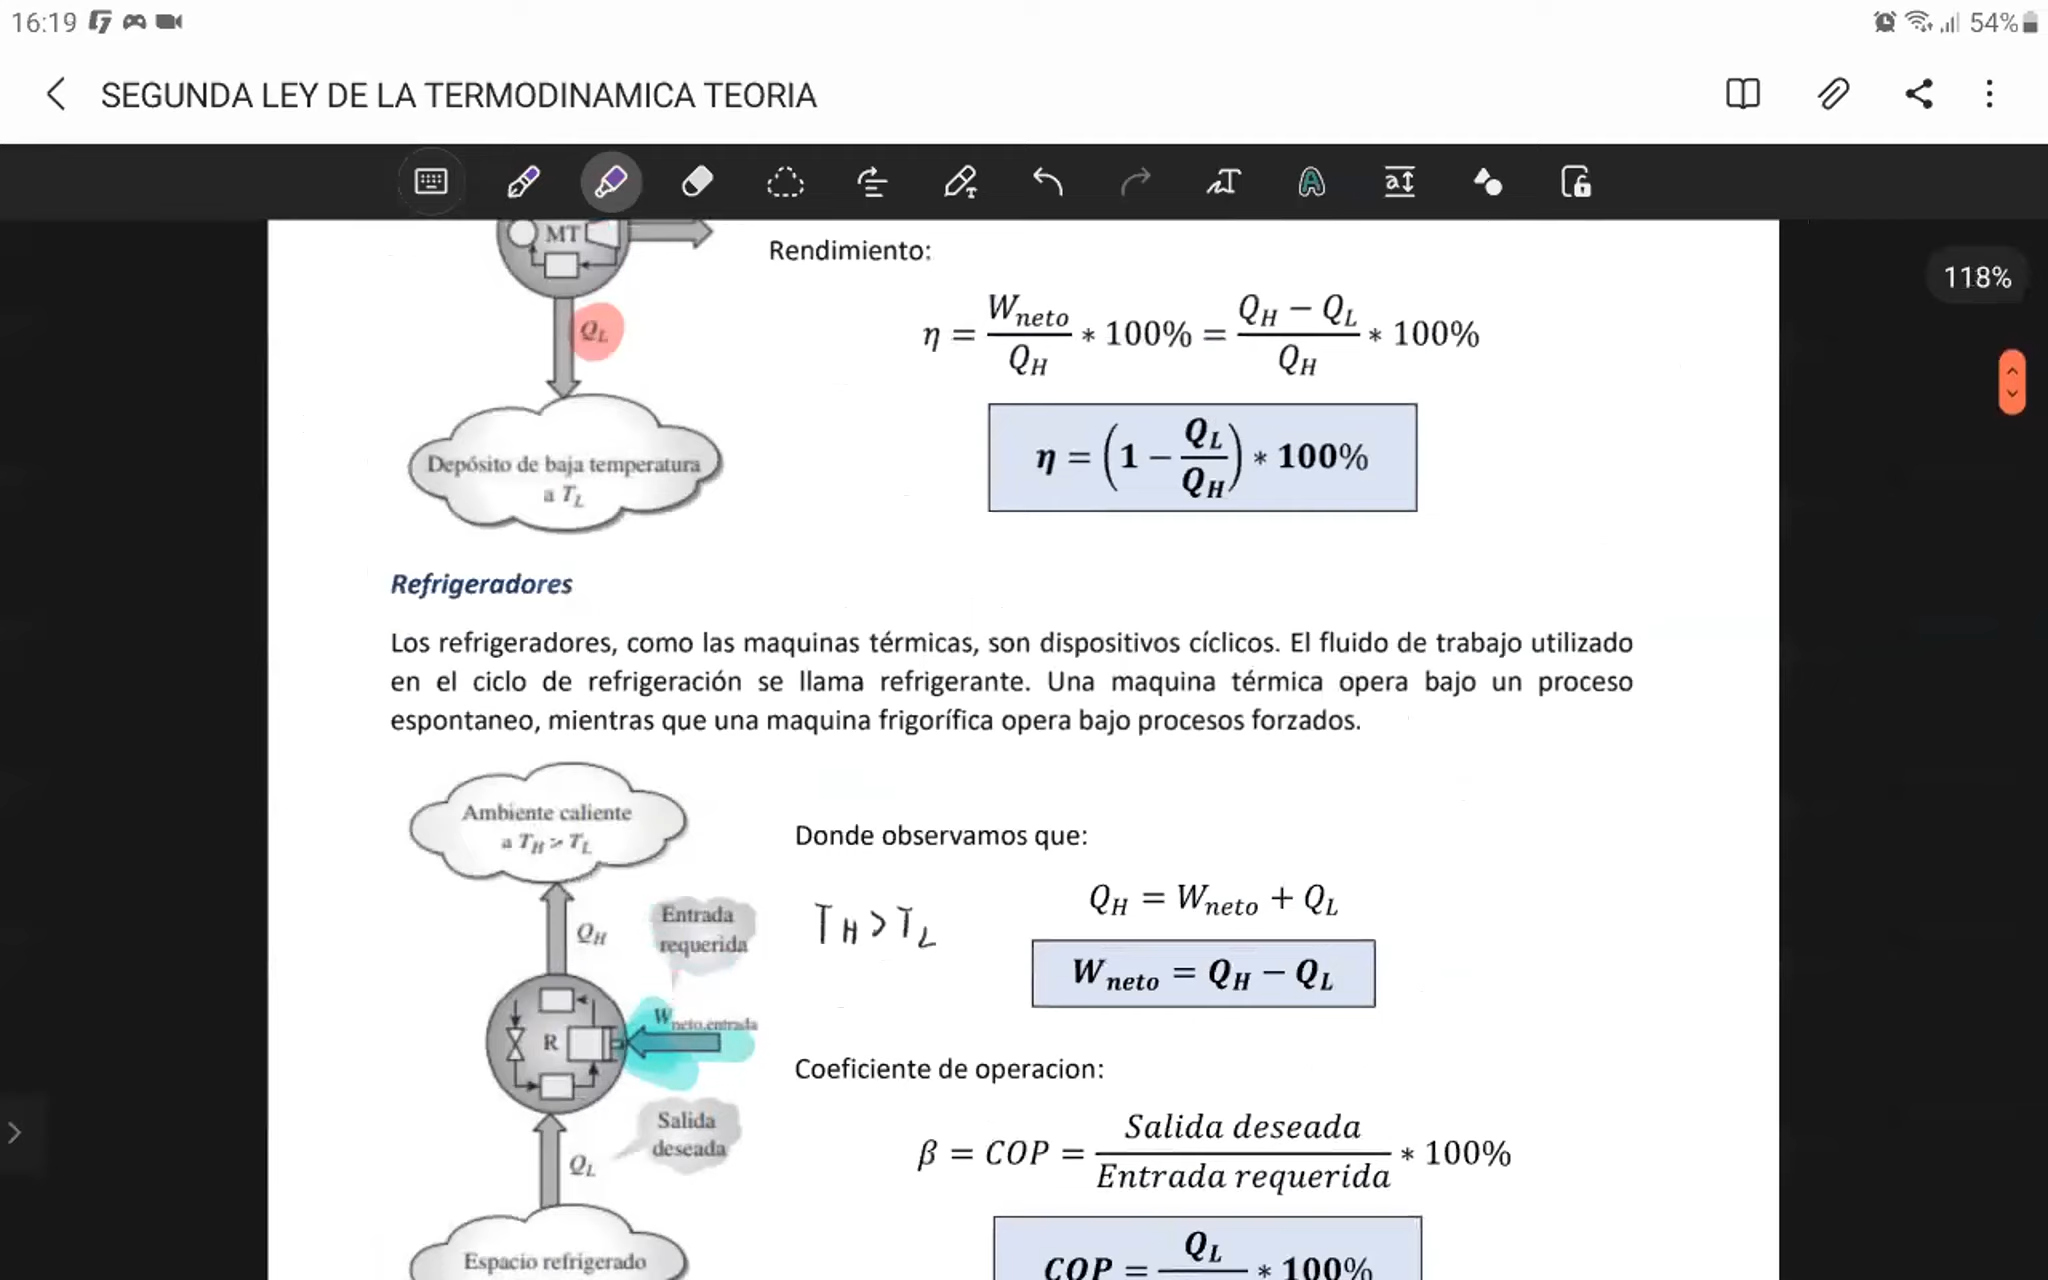 16:19
54%
SEGUNDA LEY DE LA TERMODINAMICA TEORIA
118%
MT
Rendimiento:
Q_L
η = W_neto / Q_H * 100% = Q_H − Q_L / Q_H * 100%
η = (1 − Q_L / Q_H) * 100%
Depósito de baja temperatura
a T_L
Refrigeradores
Los refrigeradores, como las maquinas térmicas, son dispositivos cíclicos. El fluido de trabajo utilizado
en el ciclo de refrigeración se llama refrigerante. Una maquina térmica opera bajo un proceso
espontaneo, mientras que una maquina frigorífica opera bajo procesos forzados.
Ambiente caliente
a T_H > T_L
Donde observamos que:
Q_H = W_neto + Q_L
T_H > T_L
Entrada
requerida
Q_H
W_neto = Q_H − Q_L
W_neto,entrada
R
Coeficiente de operacion:
Salida
deseada
Q_L
β = COP = Salida deseada / Entrada requerida * 100%
Espacio refrigerado
COP = Q_L * 100%